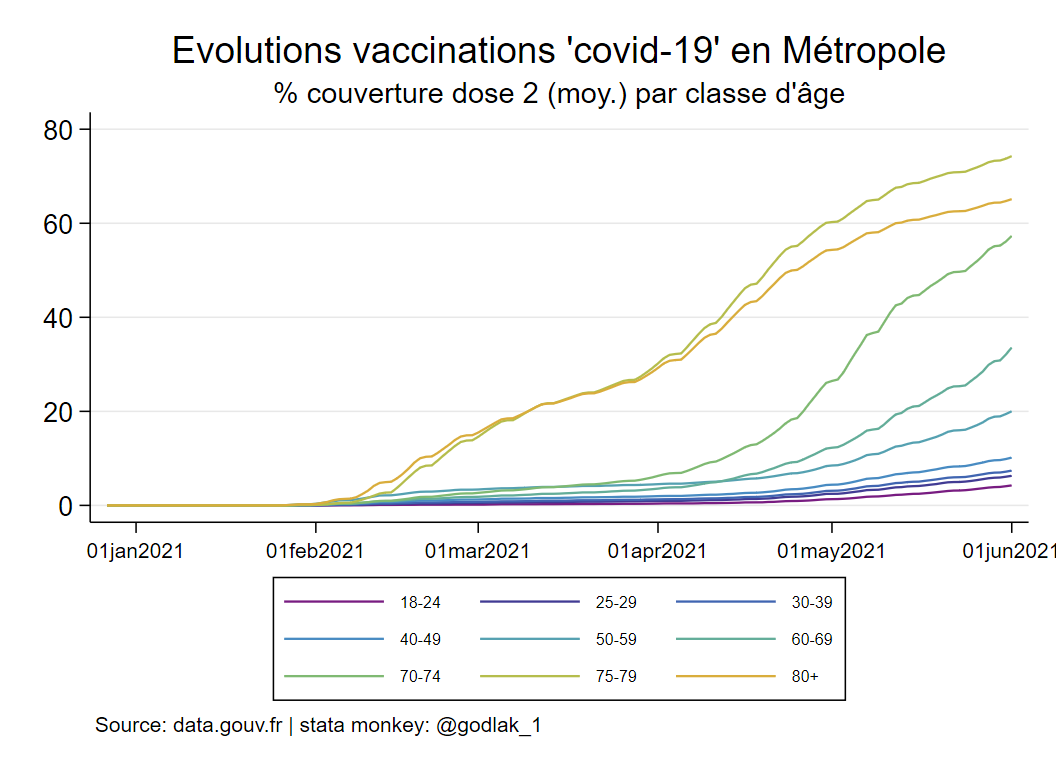 Evolutions vaccinations 'covid-19' en Métropole
% couverture dose 2 (moy.) par classe d'âge
80
60
40
20
0
01jan2021 01feb2021 01mar2021 01apr2021 01may2021 01jun2021
18-24 25-29 30-39
40-49 50-59 60-69
70-74 75-79 80+
Source: data.gouv.fr | stata monkey: @godlak_1